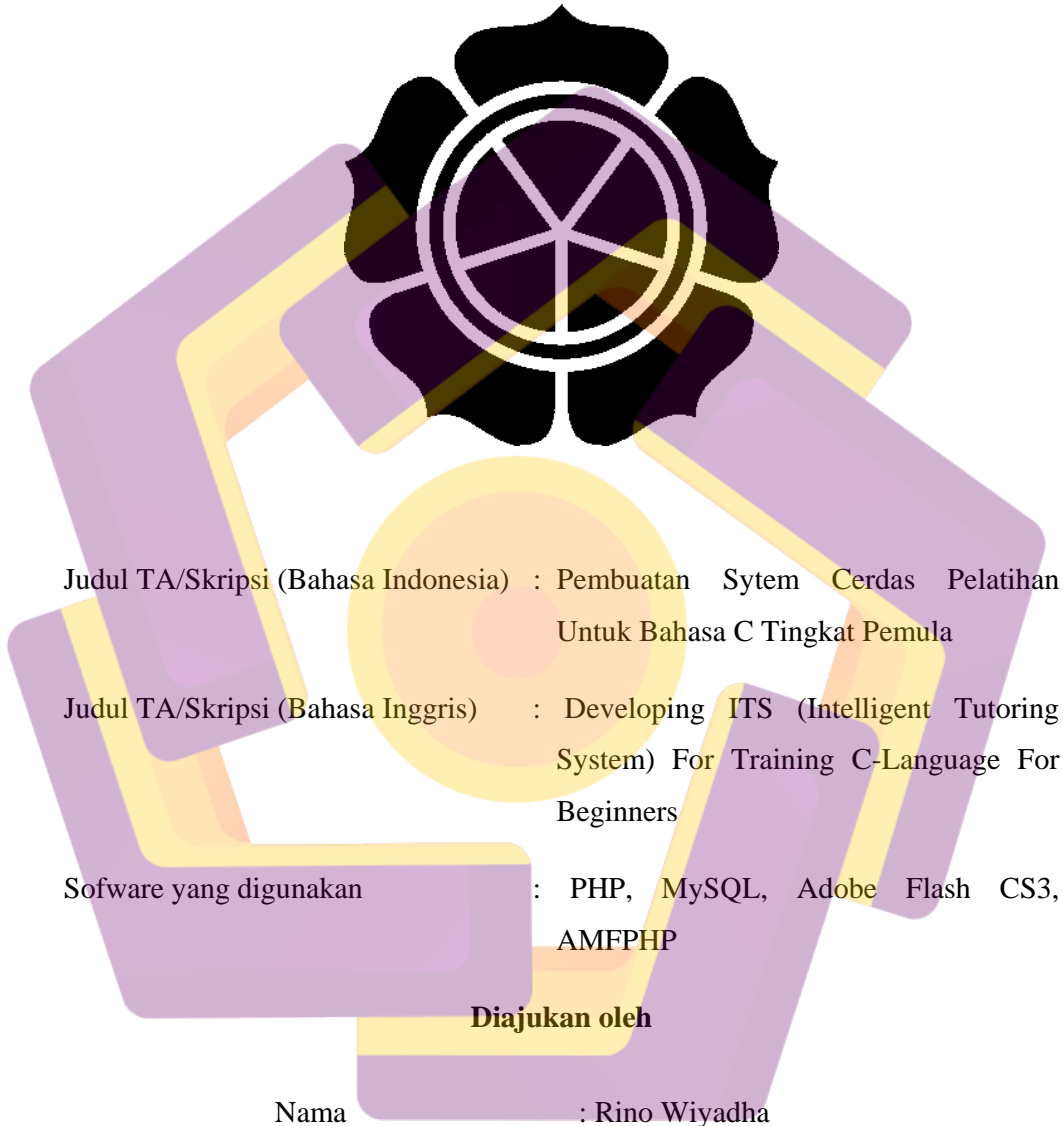 Judul TA/Skripsi (Bahasa Indonesia) : Pembuatan Sytem Cerdas Pelatihan
Untuk Bahasa C Tingkat Pemula
Judul TA/Skripsi (Bahasa Inggris) : Developing ITS (Intelligent Tutoring
System) For Training C-Language For
Beginners
Sofware yang digunakan : PHP, MySQL, Adobe Flash CS3,
AMFPHP
Diajukan oleh
Nama : Rino Wiyadha